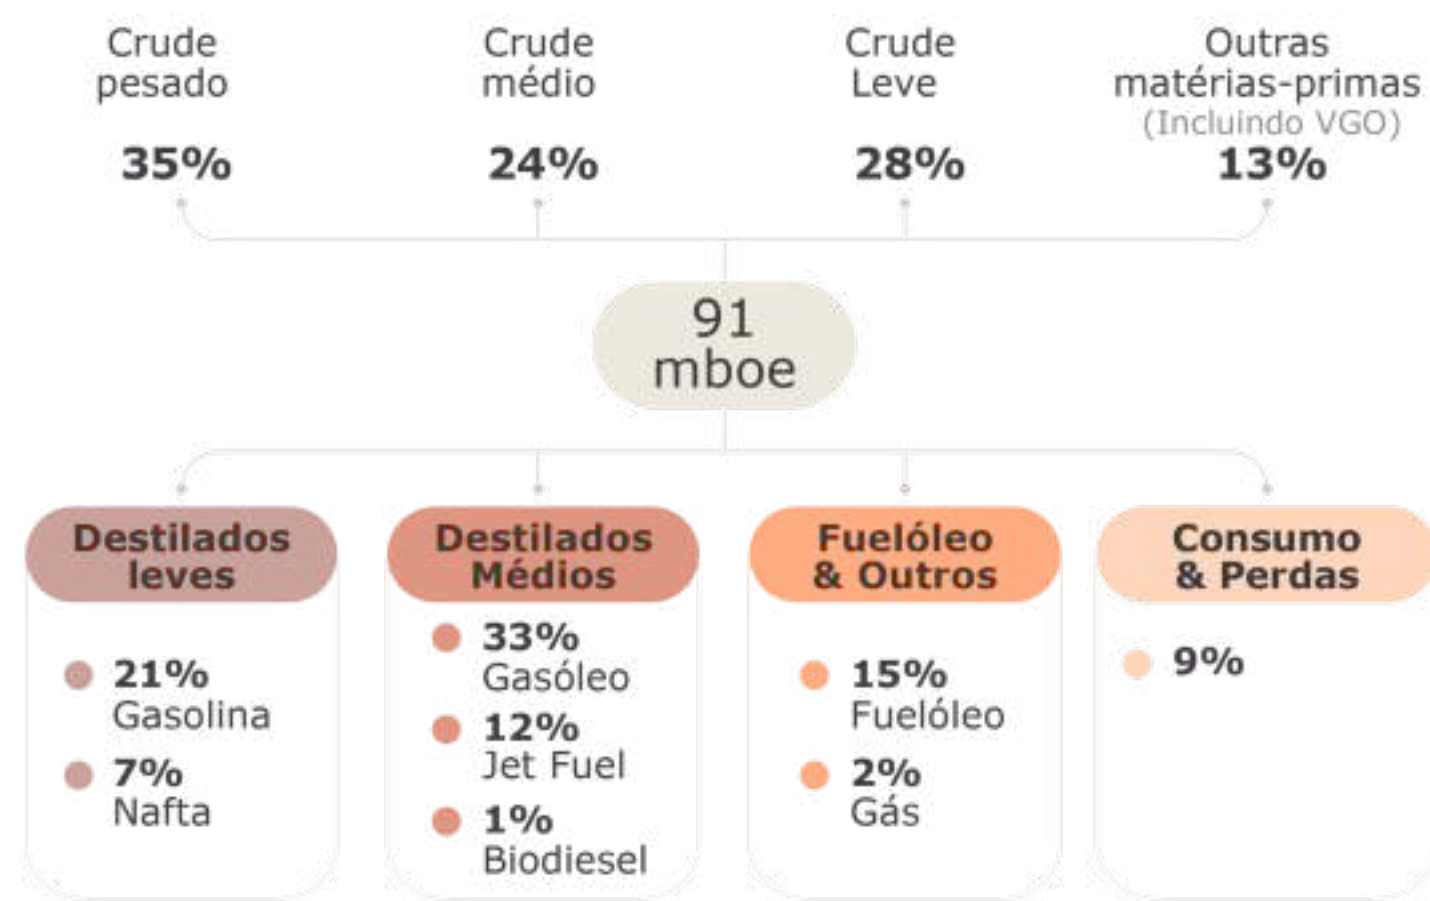 Crude
pesado
35%
Crude
médio
24%
Crude
Leve
28%
Outras
matérias-primas
(Incluindo VGO)
13%
91
mboe
Destilados
leves
21%
Gasolina
7%
Nafta
Destilados
Médios
33%
Gasóleo
12%
Jet Fuel
1%
Biodiesel
Fuelóleo
& Outros
15%
Fuelóleo
2%
Gás
Consumo
& Perdas
9%